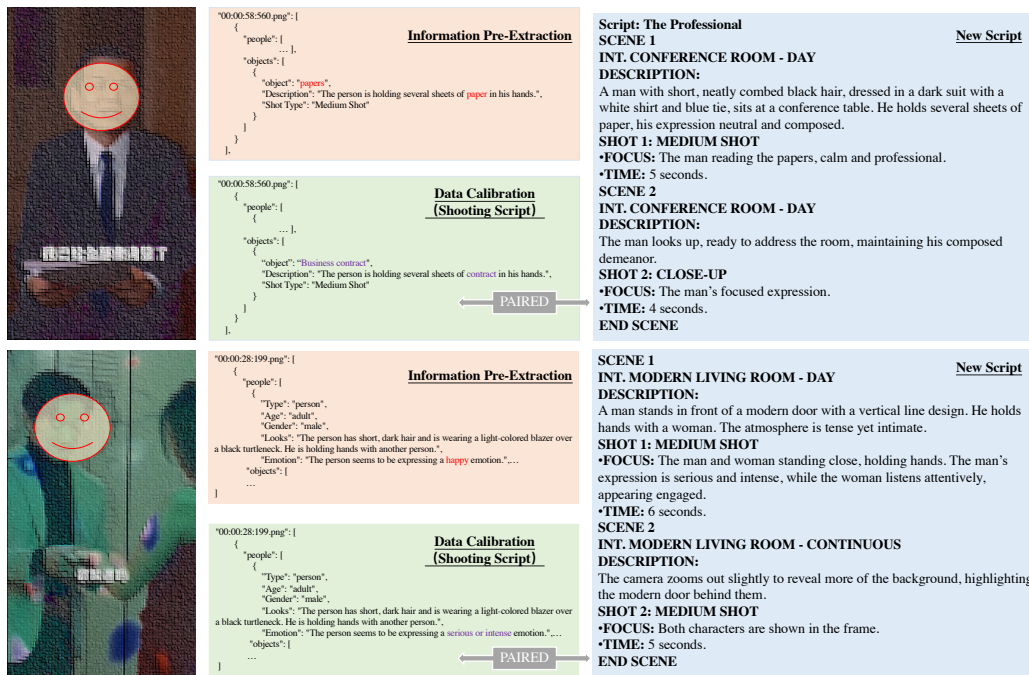 "00:00:58:560.png": [
{
"people": [
... ],
"objects": [
{
"object": "papers",
"Description": "The person is holding several sheets of paper in his hands.",
"Shot Type": "Medium Shot"
}
]
}
],
Information Pre-Extraction
"00:00:58:560.png": [
{
"people": [
{
... ],
"objects": [
{
"object": "Business contract",
"Description": "The person is holding several sheets of contract in his hands.",
"Shot Type": "Medium Shot"
}
]
}
],
Data Calibration
(Shooting Script)
PAIRED
Script: The Professional
New Script
SCENE 1
INT. CONFERENCE ROOM - DAY
DESCRIPTION:
A man with short, neatly combed black hair, dressed in a dark suit with a
white shirt and blue tie, sits at a conference table. He holds several sheets of
paper, his expression neutral and composed.
SHOT 1: MEDIUM SHOT
•FOCUS: The man reading the papers, calm and professional.
•TIME: 5 seconds.
SCENE 2
INT. CONFERENCE ROOM - DAY
DESCRIPTION:
The man looks up, ready to address the room, maintaining his composed
demeanor.
SHOT 2: CLOSE-UP
•FOCUS: The man's focused expression.
•TIME: 4 seconds.
END SCENE
"00:00:28:199.png": [
{
"people": [
{
"Type": "person",
"Age": "adult",
"Gender": "male",
"Looks": "The person has short, dark hair and is wearing a light-colored blazer over
a black turtleneck. He is holding hands with another person.",
"Emotion": "The person seems to be expressing a happy emotion.",...
"objects": [
...
]
Information Pre-Extraction
"00:00:28:199.png": [
{
"people": [
{
"Type": "person",
"Age": "adult",
"Gender": "male",
"Looks": "The person has short, dark hair and is wearing a light-colored blazer over
a black turtleneck. He is holding hands with another person.",
"Emotion": "The person seems to be expressing a serious or intense emotion.",...
"objects": [
...
]
Data Calibration
(Shooting Script)
PAIRED
SCENE 1
New Script
INT. MODERN LIVING ROOM - DAY
DESCRIPTION:
A man stands in front of a modern door with a vertical line design. He holds
hands with a woman. The atmosphere is tense yet intimate.
SHOT 1: MEDIUM SHOT
•FOCUS: The man and woman standing close, holding hands. The man's
expression is serious and intense, while the woman listens attentively,
appearing engaged.
•TIME: 6 seconds.
SCENE 2
INT. MODERN LIVING ROOM - CONTINUOUS
DESCRIPTION:
The camera zooms out slightly to reveal more of the background, highlighting
the modern door behind them.
SHOT 2: MEDIUM SHOT
•FOCUS: Both characters are shown in the frame.
•TIME: 5 seconds.
END SCENE